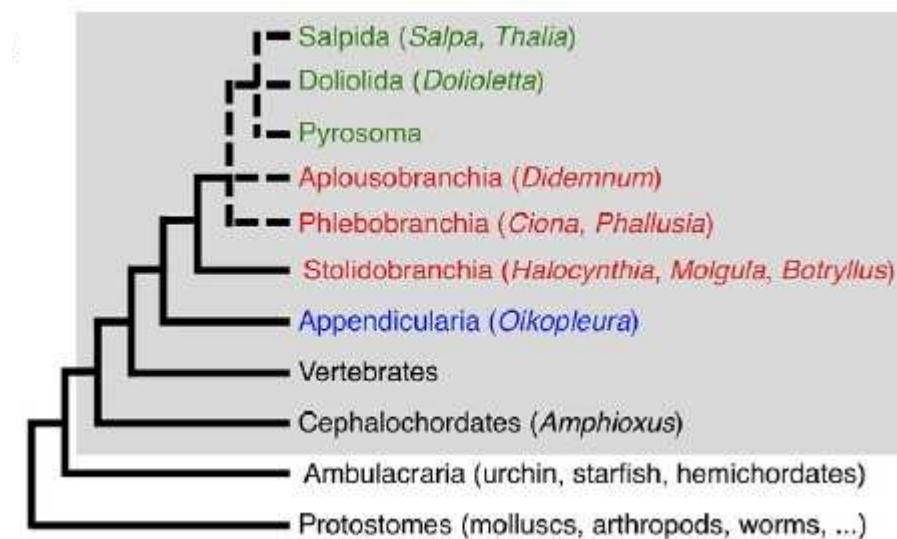 Salpida (Salpa, Thalia)
Doliolida (Dolioletta)
Pyrosoma
Aplousobranchia (Didemnum)
Phlebobranchia (Ciona, Phallusia)
Stolidobranchia (Halocynthia, Molgula, Botryllus)
Appendicularia (Oikopleura)
Vertebrates
Cephalochordates (Amphioxus)
Ambulacraria (urchin, starfish, hemichordates)
Protostomes (molluscs, arthropods, worms, ...)